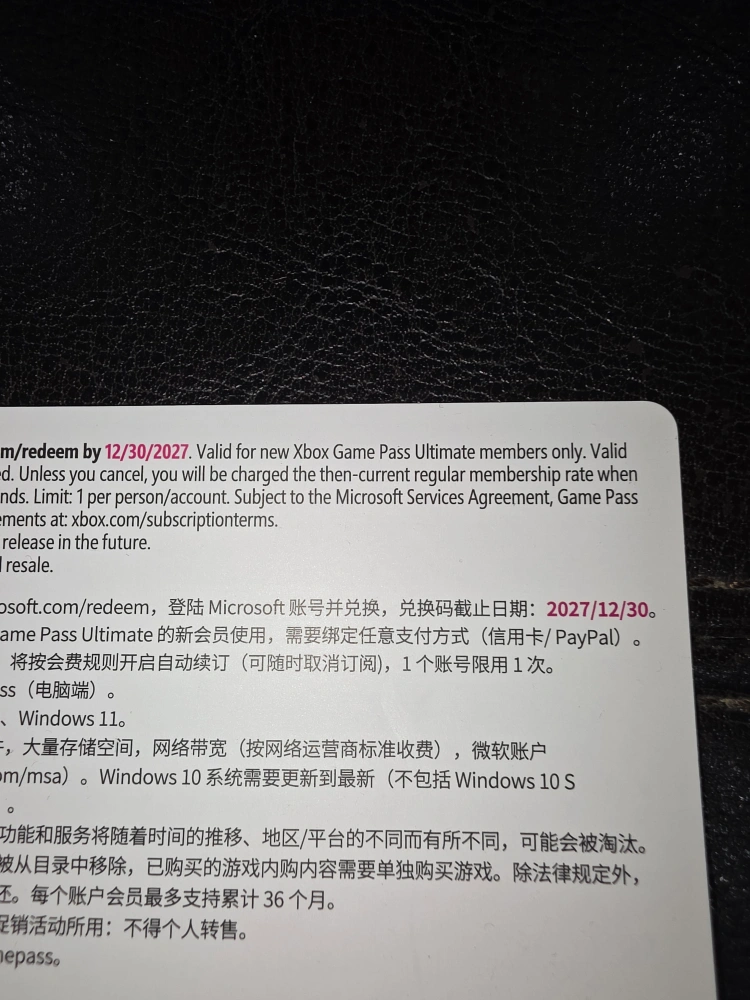 m/redeem by 12/30/2027. Valid for new Xbox Game Pass Ultimate members only. Valid
ed. Unless you cancel, you will be charged the then-current regular membership rate when
nds. Limit: 1 per person/account. Subject to the Microsoft Services Agreement, Game Pass
ements at: xbox.com/subscriptionterms.
release in the future.
resale.
osoft.com/redeem，登陆 Microsoft 账号并兑换，兑换码截止日期：2027/12/30。
ame Pass Ultimate 的新会员使用，需要绑定任意支付方式（信用卡/ PayPal）。
将按会费规则开启自动续订（可随时取消订阅)，1 个账号限用 1 次。
ss（电脑端）。
、Windows 11。
，大量存储空间，网络带宽（按网络运营商标准收费），微软账户
om/msa）。Windows 10 系统需要更新到最新（不包括 Windows 10 S
。
功能和服务将随着时间的推移、地区/平台的不同而有所不同，可能会被淘汰。
被从目录中移除，已购买的游戏内购内容需要单独购买游戏。除法律规定外，
还。每个账户会员最多支持累计 36 个月。
促销活动所用：不得个人转售。
epass。